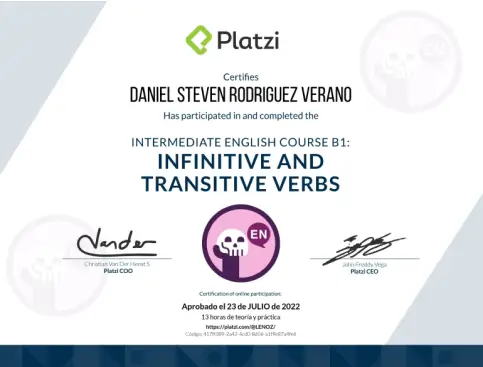 Platzi
Certifies
DANIEL STEVEN RODRIGUEZ VERANO
Has participated in and completed the
INTERMEDIATE ENGLISH COURSE B1:
INFINITIVE AND
TRANSITIVE VERBS
EN
EN
Christian Van Der Henst S.
Platzi COO
John Freddy Vega
Platzi CEO
Certification of online participation:
Aprobado el 23 de JULIO de 2022
13 horas de teoría y práctica
https://platzi.com/@LENOZ/
Código: